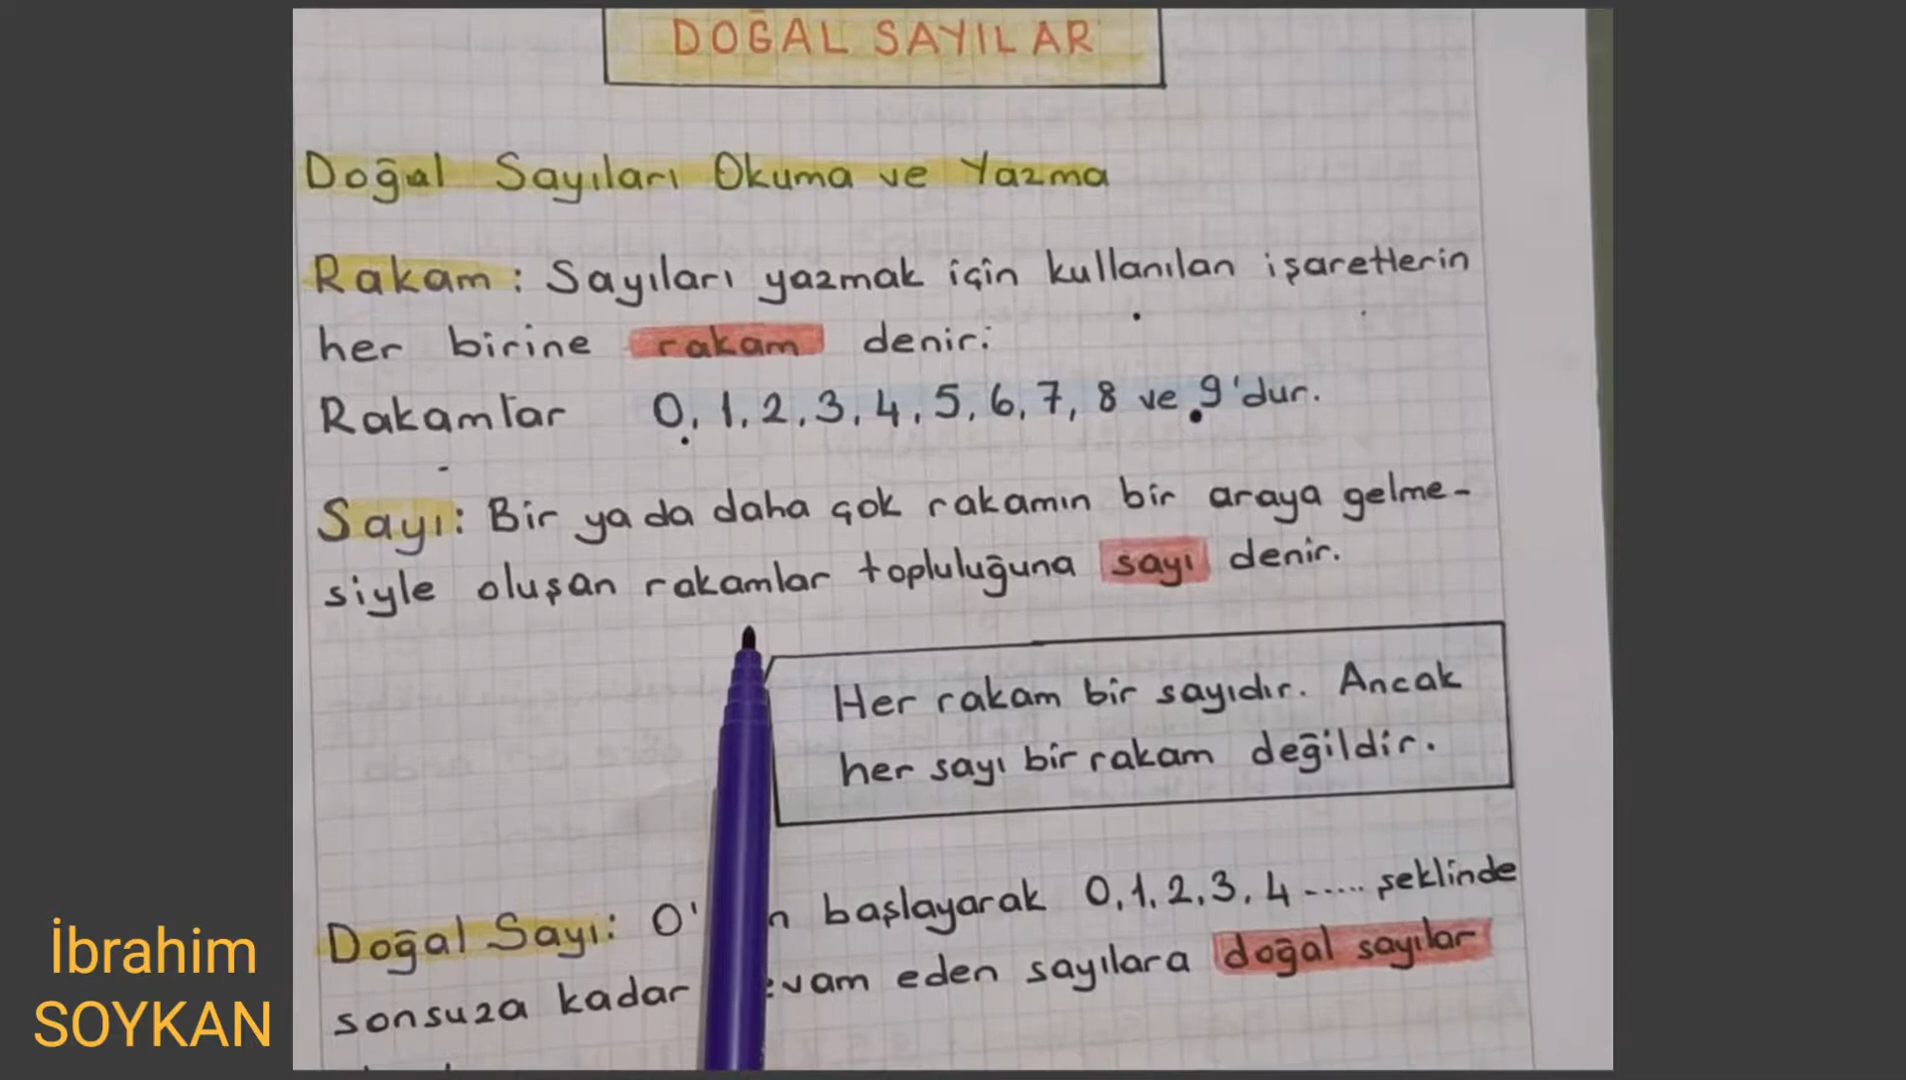 DOĞAL SAYILAR
Doğal Sayıları Okuma ve Yazma
Rakam: Sayıları yazmak için kullanılan işaretlerin
her birine rakam denir.
Rakamlar 0, 1, 2, 3, 4, 5, 6, 7, 8 ve 9'dur.
Sayı: Bir ya da daha çok rakamın bir araya gelme-
siyle oluşan rakamlar topluluğuna sayı denir.
Her rakam bir sayıdır. Ancak
her sayı bir rakam değildir.
Doğal Sayı: 0' başlayarak 0, 1, 2, 3, 4 ..... şeklinde
sonsuza kadar eden sayılara doğal sayılar
İbrahim
SOYKAN